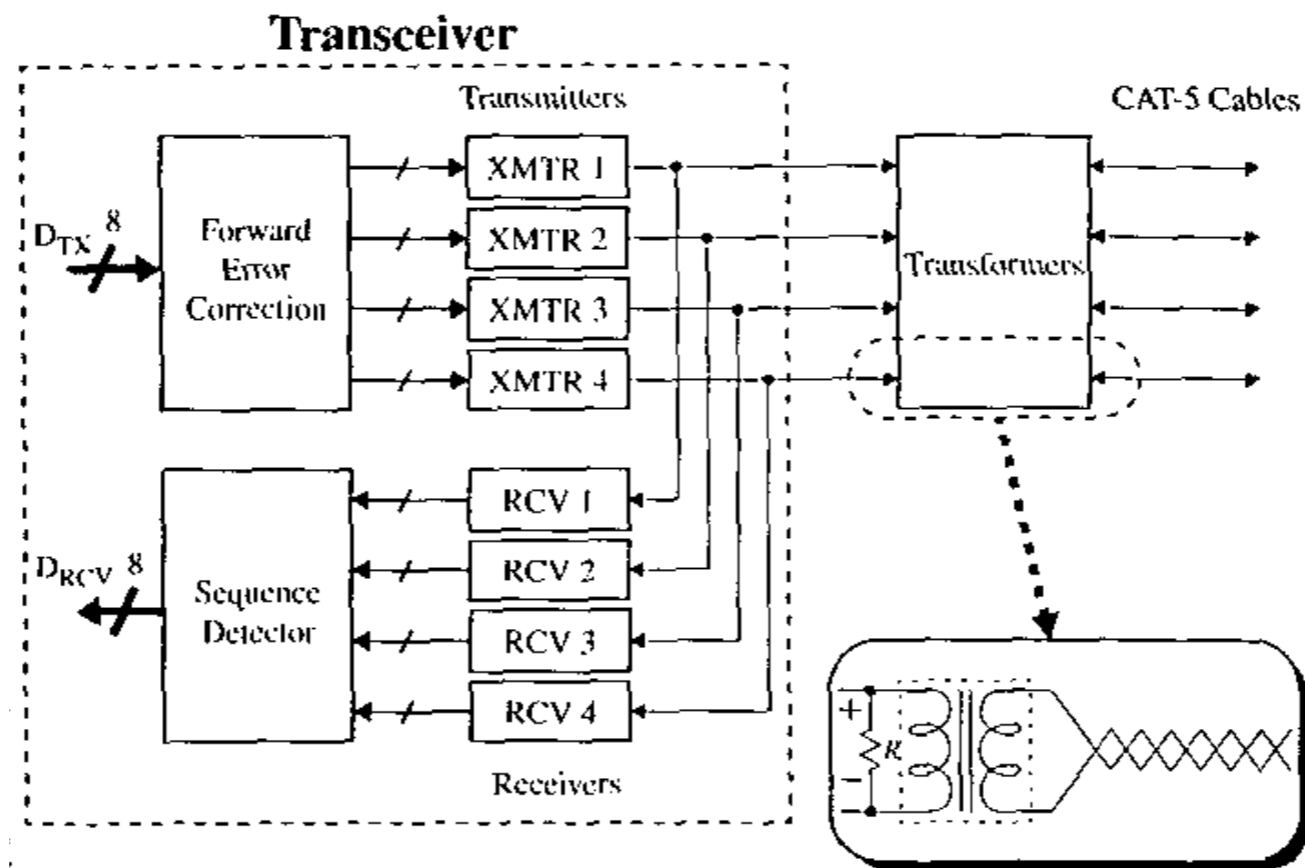 Transceiver
Transmitters
CAT-5 Cables
D_TX 8
Forward
Error
Correction
XMTR 1
XMTR 2
XMTR 3
XMTR 4
Transformers
D_RCV 8
Sequence
Detector
RCV 1
RCV 2
RCV 3
RCV 4
Receivers
+
R
−